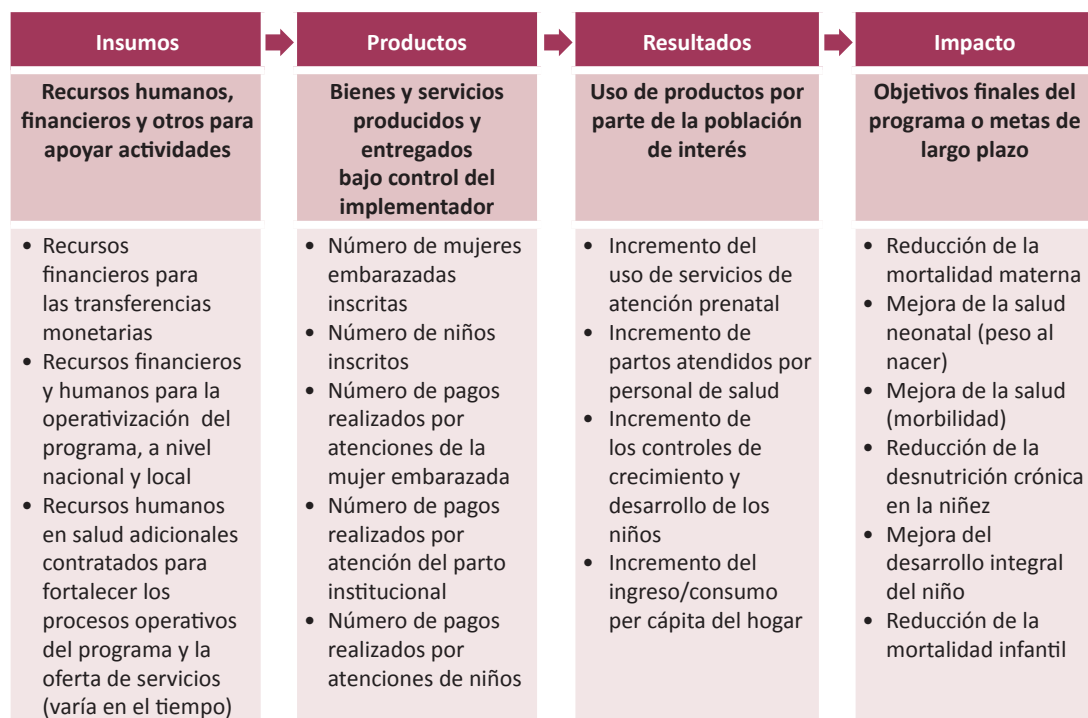 Insumos
Productos
Resultados
Impacto
Recursos humanos,
financieros y otros para
apoyar actividades
Bienes y servicios
producidos y
entregados
bajo control del
implementador
Uso de productos por
parte de la población
de interés
Objetivos finales del
programa o metas de
largo plazo
• Recursos
financieros para
las transferencias
monetarias
• Recursos financieros
y humanos para la
operativización del
programa, a nivel
nacional y local
• Recursos humanos
en salud adicionales
contratados para
fortalecer los
procesos operativos
del programa y la
oferta de servicios
(varía en el tiempo)
• Número de mujeres
embarazadas
inscritas
• Número de niños
inscritos
• Número de pagos
realizados por
atenciones de la
mujer embarazada
• Número de pagos
realizados por
atención del parto
institucional
• Número de pagos
realizados por
atenciones de niños
• Incremento del
uso de servicios de
atención prenatal
• Incremento de
partos atendidos por
personal de salud
• Incremento de
los controles de
crecimiento y
desarrollo de los
niños
• Incremento del
ingreso/consumo
per cápita del hogar
• Reducción de la
mortalidad materna
• Mejora de la salud
neonatal (peso al
nacer)
• Mejora de la salud
(morbilidad)
• Reducción de la
desnutrición crónica
en la niñez
• Mejora del
desarrollo integral
del niño
• Reducción de la
mortalidad infantil